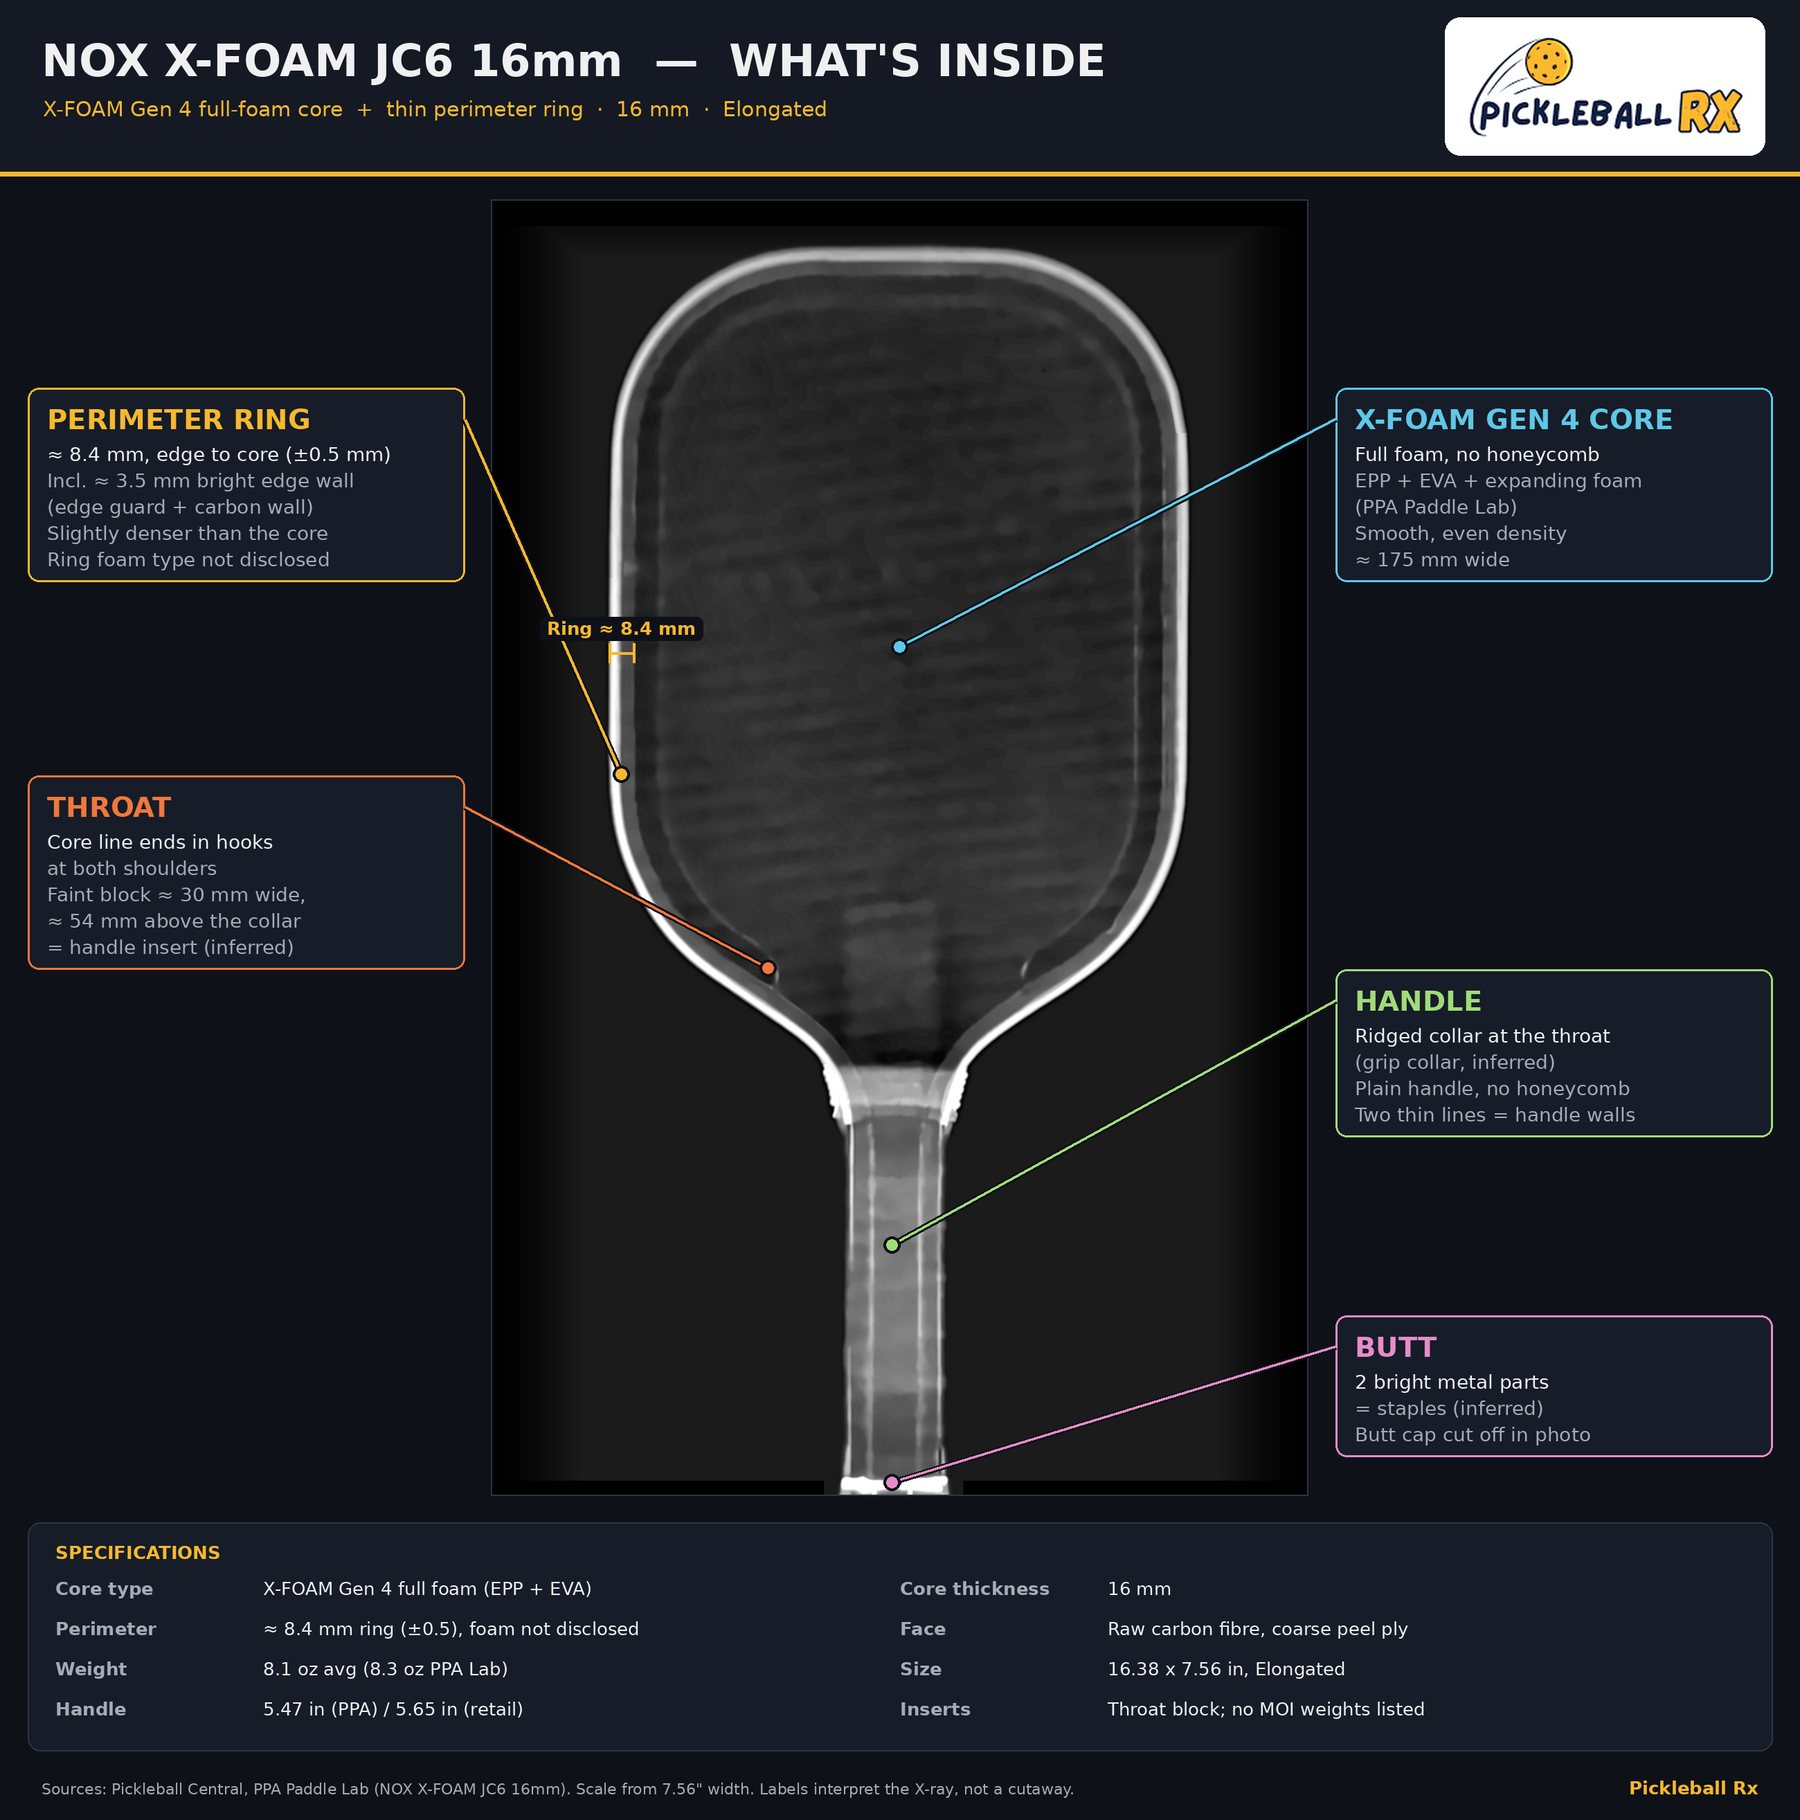 NOX X-FOAM JC6 16mm — WHAT'S INSIDE
X-FOAM Gen 4 full-foam core + thin perimeter ring · 16 mm · Elongated
PICKLEBALL RX
PERIMETER RING
≈ 8.4 mm, edge to core (±0.5 mm)
Incl. ≈ 3.5 mm bright edge wall
(edge guard + carbon wall)
Slightly denser than the core
Ring foam type not disclosed
X-FOAM GEN 4 CORE
Full foam, no honeycomb
EPP + EVA + expanding foam
(PPA Paddle Lab)
Smooth, even density
≈ 175 mm wide
Ring ≈ 8.4 mm
THROAT
Core line ends in hooks
at both shoulders
Faint block ≈ 30 mm wide,
≈ 54 mm above the collar
= handle insert (inferred)
HANDLE
Ridged collar at the throat
(grip collar, inferred)
Plain handle, no honeycomb
Two thin lines = handle walls
BUTT
2 bright metal parts
= staples (inferred)
Butt cap cut off in photo
SPECIFICATIONS
Core type X-FOAM Gen 4 full foam (EPP + EVA) Core thickness 16 mm
Perimeter ≈ 8.4 mm ring (±0.5), foam not disclosed Face Raw carbon fibre, coarse peel ply
Weight 8.1 oz avg (8.3 oz PPA Lab) Size 16.38 x 7.56 in, Elongated
Handle 5.47 in (PPA) / 5.65 in (retail) Inserts Throat block; no MOI weights listed
Sources: Pickleball Central, PPA Paddle Lab (NOX X-FOAM JC6 16mm). Scale from 7.56" width. Labels interpret the X-ray, not a cutaway.
Pickleball Rx